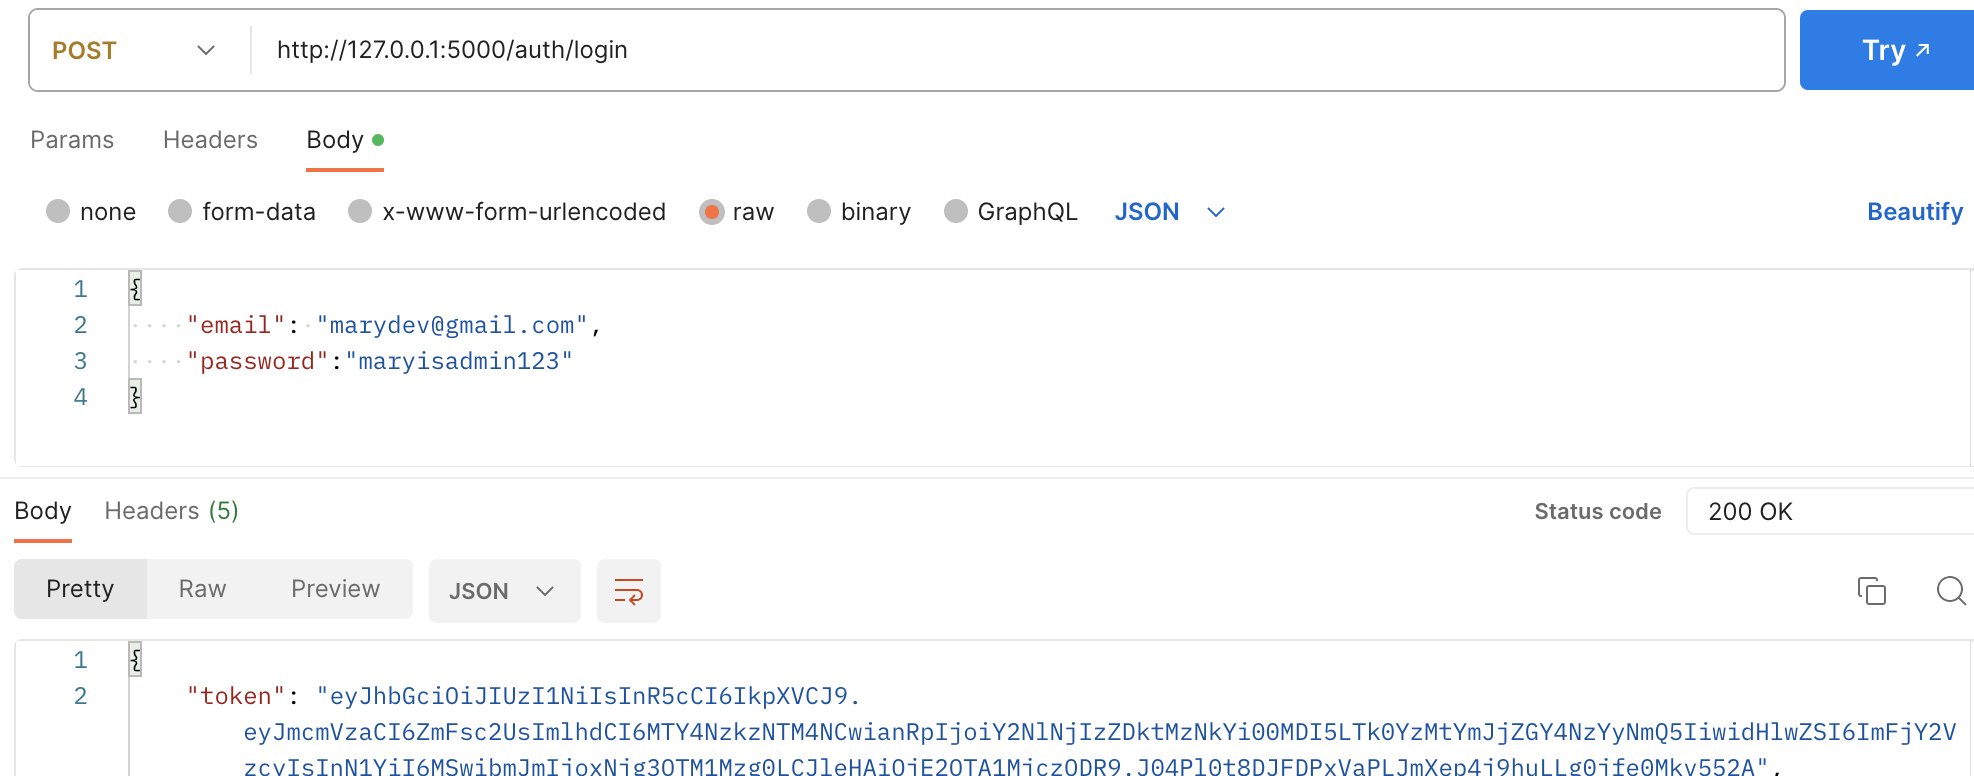 POST http://127.0.0.1:5000/auth/login Try
Params Headers Body
none form-data x-www-form-urlencoded raw binary GraphQL JSON Beautify
1 {
2 "email": "marydev@gmail.com",
3 "password":"maryisadmin123"
4 }
Body Headers (5) Status code 200 OK
Pretty Raw Preview JSON
1 {
2 "token": "eyJhbGciOiJIUzI1NiIsInR5cCI6IkpXVCJ9.
eyJmcmVzaCI6ZmFsc2UsImlhdCI6MTY4NzkzNTM4NCwianRpIjoiY2NlNjIzZDktMzNkYi00MDI5LTk0YzMtYmJjZGY4NzYyNmQ5IiwidHlwZSI6ImFjY2V
zcyIsInN1YiI6MSwibmJmIjoxNjg3OTM1Mzg0LCJleHAiOjE2OTA1MjczODR9.J04Pl0t8DJFDPxVaPLJmXep4j9huLLg0jfe0Mkv552A",